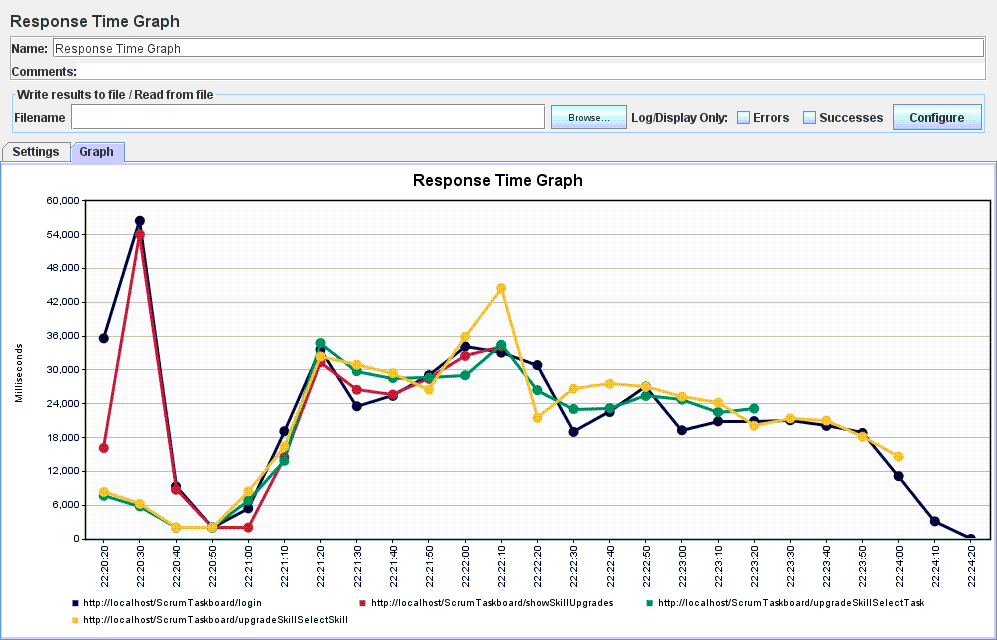 Response Time Graph
Name: Response Time Graph
Comments:
Write results to file / Read from file
Filename Browse... Log/Display Only: Errors Successes Configure
Settings Graph
Response Time Graph
60,000
54,000
48,000
42,000
36,000
30,000
24,000
18,000
12,000
6,000
0
Milliseconds
22:20:20 22:20:30 22:20:40 22:20:50 22:21:00 22:21:10 22:21:20 22:21:30 22:21:40 22:21:50 22:22:00 22:22:10 22:22:20 22:22:30 22:22:40 22:22:50 22:23:00 22:23:10 22:23:20 22:23:30 22:23:40 22:23:50 22:24:00 22:24:10 22:24:20
http://localhost/ScrumTaskboard/login http://localhost/ScrumTaskboard/showSkillUpgrades http://localhost/ScrumTaskboard/upgradeSkillSelectTask
http://localhost/ScrumTaskboard/upgradeSkillSelectSkill